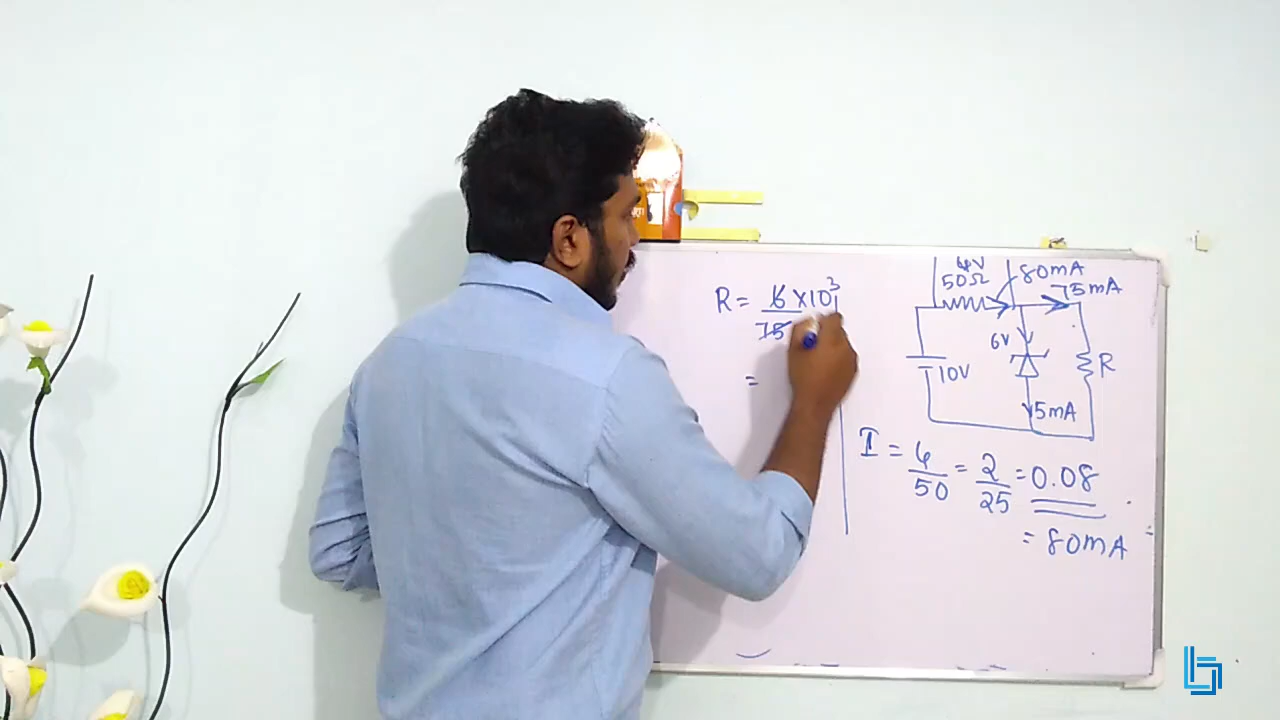 R = 6 × 10³
75
=
4V
50Ω
80mA
75mA
6V
10V
R
5mA
I = 4/50 = 2/25 = 0.08
= 80mA